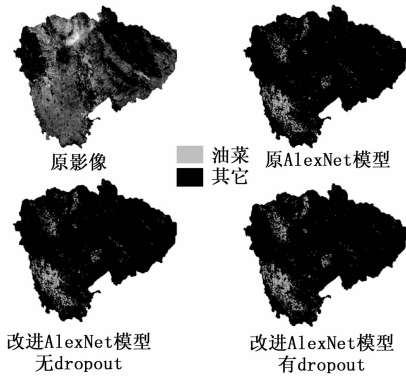 原影像
油菜
其它
原AlexNet模型
改进AlexNet模型
无dropout
改进AlexNet模型
有dropout